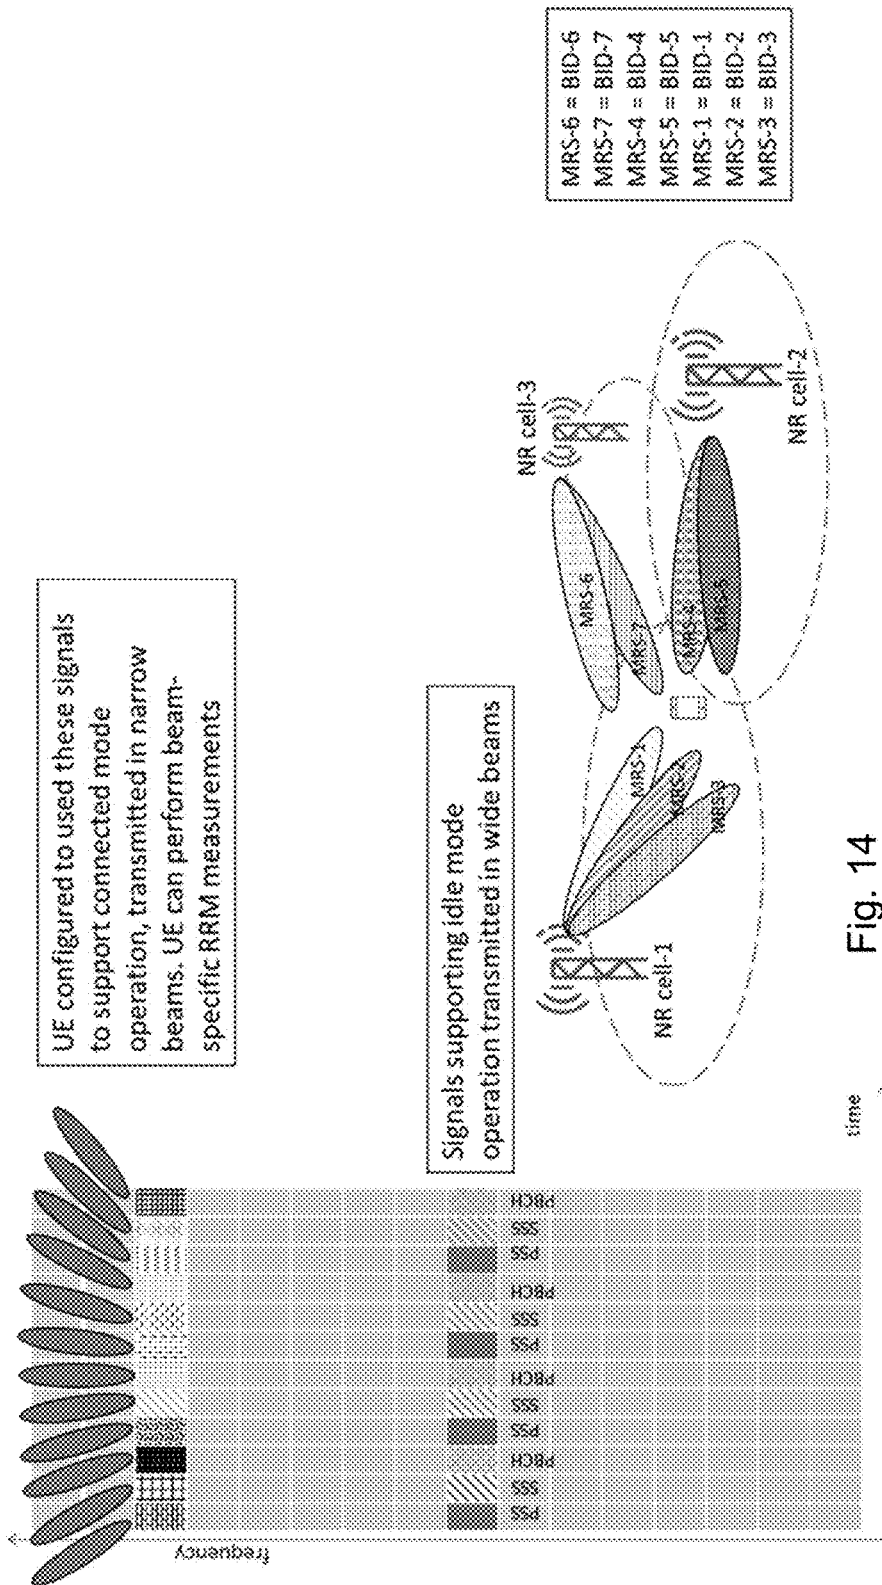 UE configured to used these signals
to support connected mode
operation, transmitted in narrow
beams. UE can perform beam-
specific RRM measurements
Signals supporting idle mode
operation transmitted in wide beams
frequency
PSS
SSS
PBCH
PSS
SSS
PBCH
PSS
SSS
PBCH
PSS
SSS
PBCH
time
NR cell-1
MRS-1
MRS-2
MRS-3
NR cell-3
MRS-6
MRS-7
MRS-4
MRS-5
NR cell-2
MRS-6 = BID-6
MRS-7 = BID-7
MRS-4 = BID-4
MRS-5 = BID-5
MRS-1 = BID-1
MRS-2 = BID-2
MRS-3 = BID-3
Fig. 14